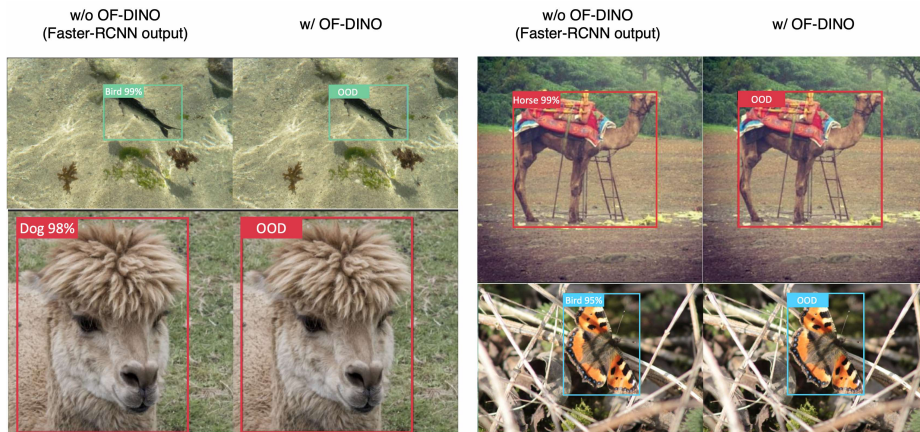 w/o OF-DINO
(Faster-RCNN output)
w/ OF-DINO
w/o OF-DINO
(Faster-RCNN output)
w/ OF-DINO
Bird 99%
OOD
Horse 99%
OOD
Dog 98%
OOD
Bird 95%
OOD